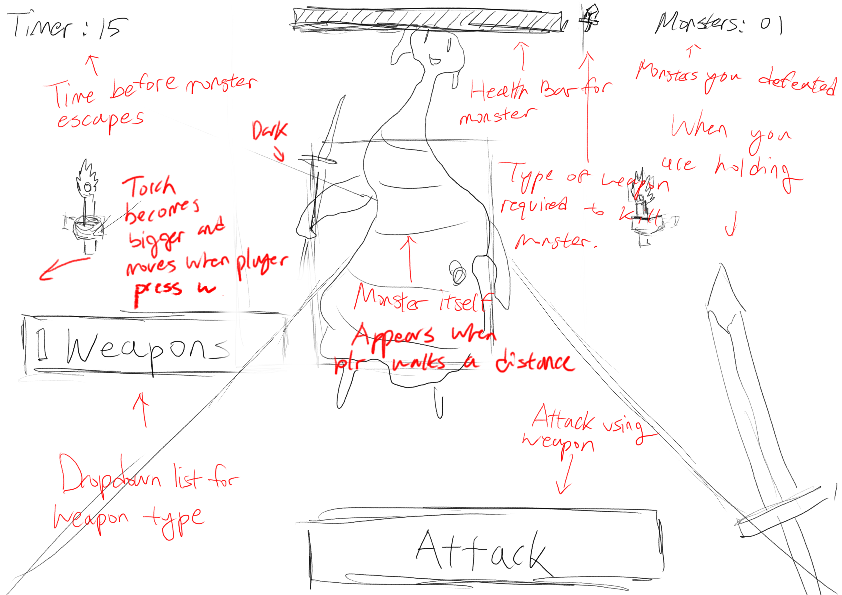 Timer: 15
Monsters: 01
Time before monster
escapes
Health Bar for
monster
Monsters you defeated
Dark
When you
are holding
Torch
becomes
bigger and
moves when player
press w
Type of weapon
required to kill
monster.
Monster itself
Appears when
plr walks a distance
Weapons
Dropdown list for
weapon type
Attack using
weapon
Attack